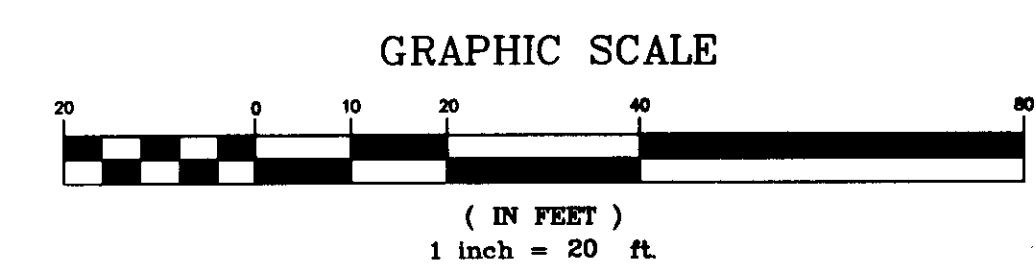 GRAPHIC SCALE
20 0 10 20 40 80
( IN FEET )
1 inch = 20 ft.